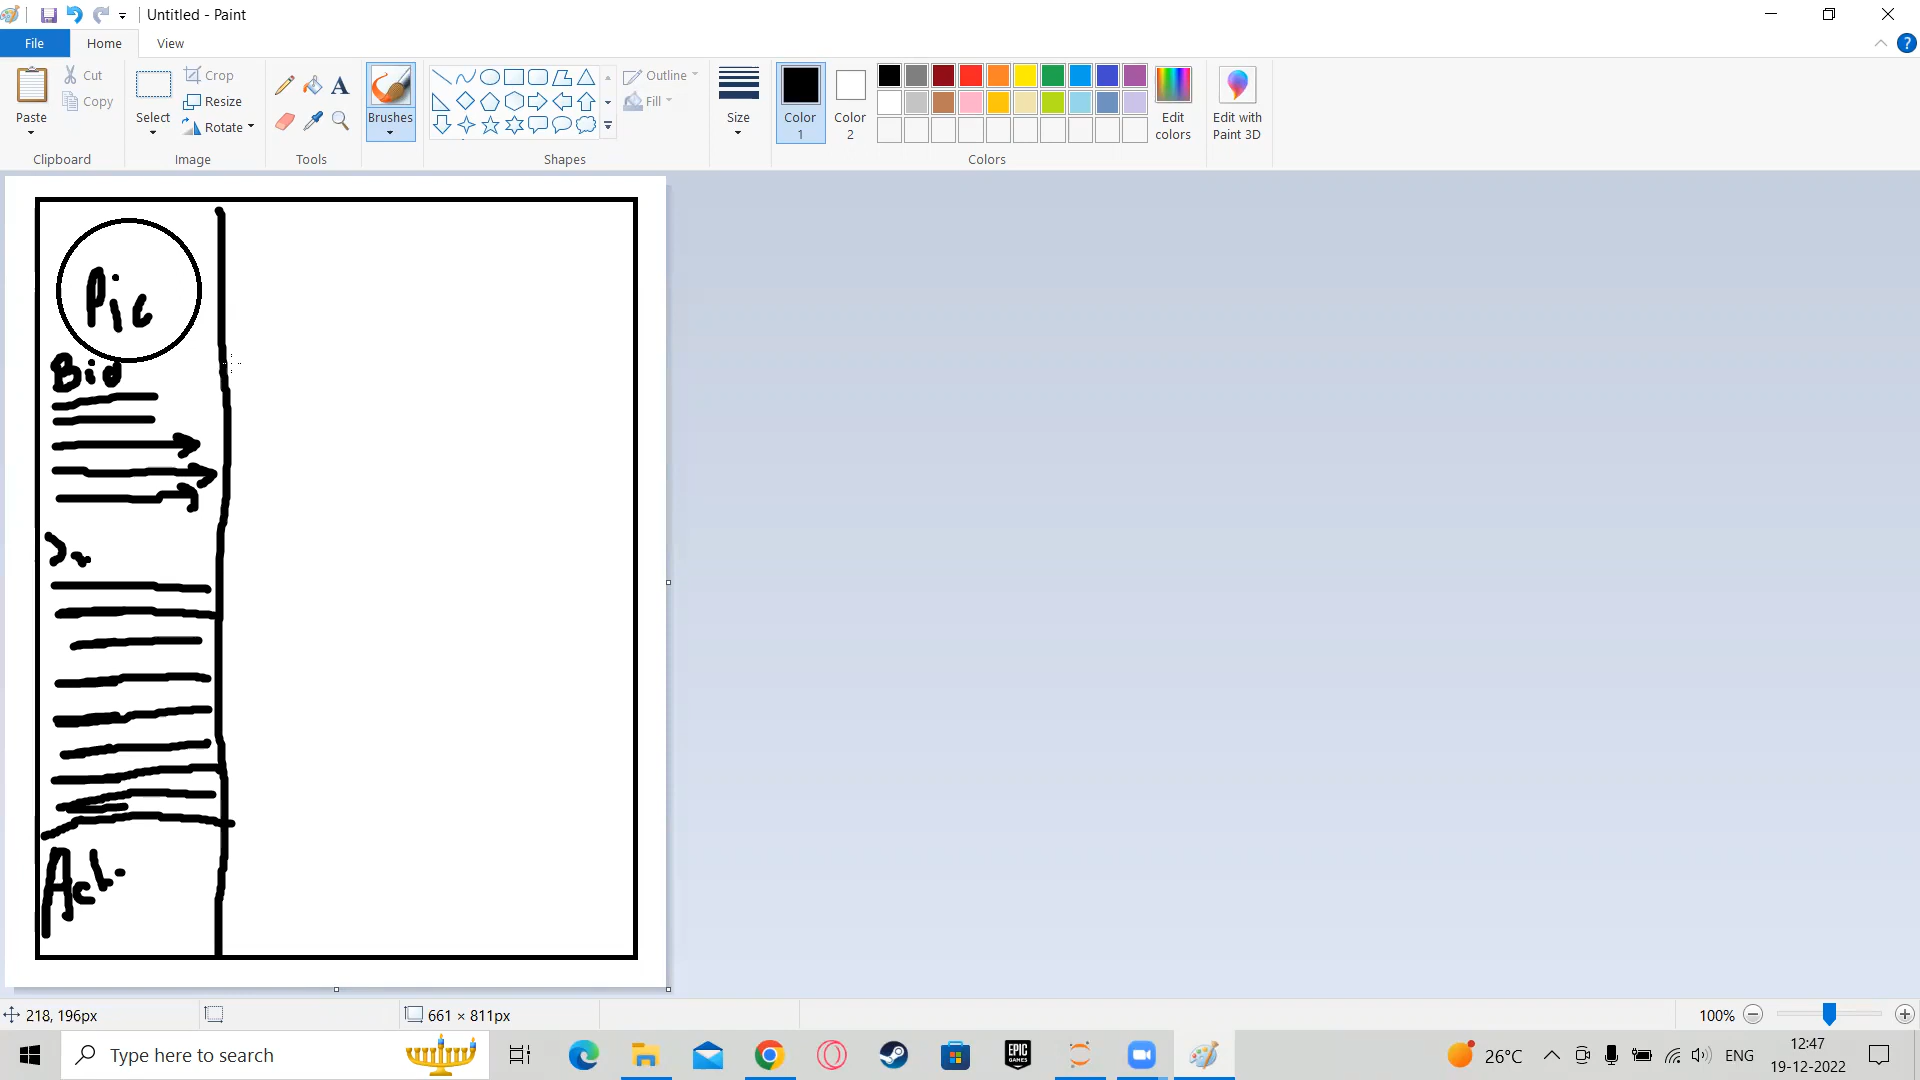 Untitled - Paint
File Home View
Paste
Cut
Copy
Clipboard
Select
Crop
Resize
Rotate
Image
Tools
Brushes
Outline
Fill
Shapes
Size
Color 1
Color 2
Edit colors
Edit with Paint 3D
Colors
Pic
Bio
218, 196px
661 × 811px
100%
Type here to search
EPIC GAMES
26°C
ENG
12:47
19-12-2022